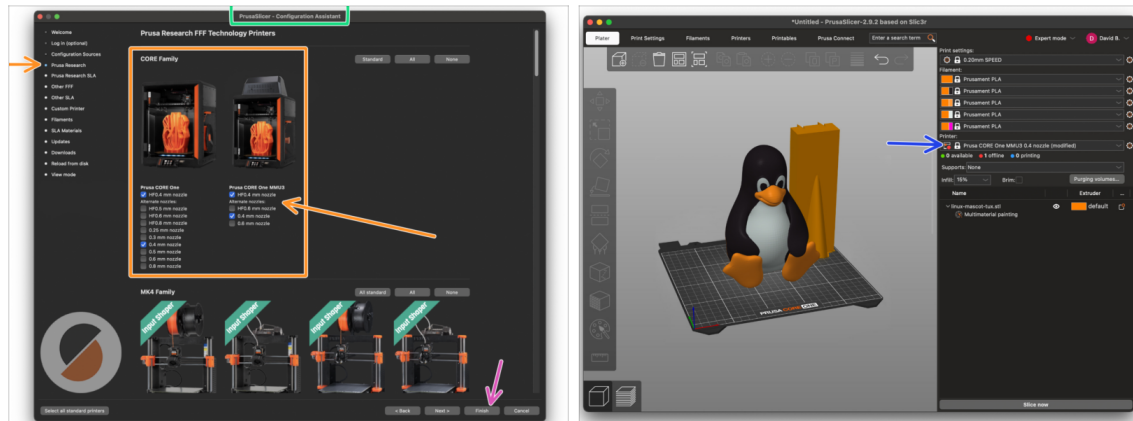 PrusaSlicer - Configuration Assistant
Welcome
Log in (optional)
Configuration Sources
Prusa Research
Prusa Research SLA
Other FFF
Other SLA
Custom Printer
Filaments
SLA Materials
Updates
Downloads
Reload from disk
View mode
Prusa Research FFF Technology Printers
CORE Family
Standard
All
None
Prusa CORE One
HF0.4 mm nozzle
Alternate nozzles:
HF0.5 mm nozzle
HF0.6 mm nozzle
HF0.8 mm nozzle
0.25 mm nozzle
0.3 mm nozzle
0.4 mm nozzle
0.5 mm nozzle
0.6 mm nozzle
0.8 mm nozzle
Prusa CORE One MMU3
HF0.4 mm nozzle
Alternate nozzles:
HF0.6 mm nozzle
0.4 mm nozzle
0.6 mm nozzle
MK4 Family
All standard
All
None
Input Shaper
Input Shaper
Input Shaper
Input Shaper
Select all standard printers
< Back
Next >
Finish
Cancel
*Untitled - PrusaSlicer-2.9.2 based on Slic3r
Plater
Print Settings
Filaments
Printers
Printables
Prusa Connect
Enter a search term
Expert mode
D
David B.
Print settings:
0.20mm SPEED
Filament:
Prusament PLA
Prusament PLA
Prusament PLA
Prusament PLA
Prusament PLA
Printer:
Prusa CORE One MMU3 0.4 nozzle (modified)
0 available
1 offline
0 printing
Supports: None
Infill: 15%
Brim:
Purging volumes...
Name
Extruder
linux-mascot-tux.stl
default
Multimaterial painting
PRUSA CORE ONE
Slice now